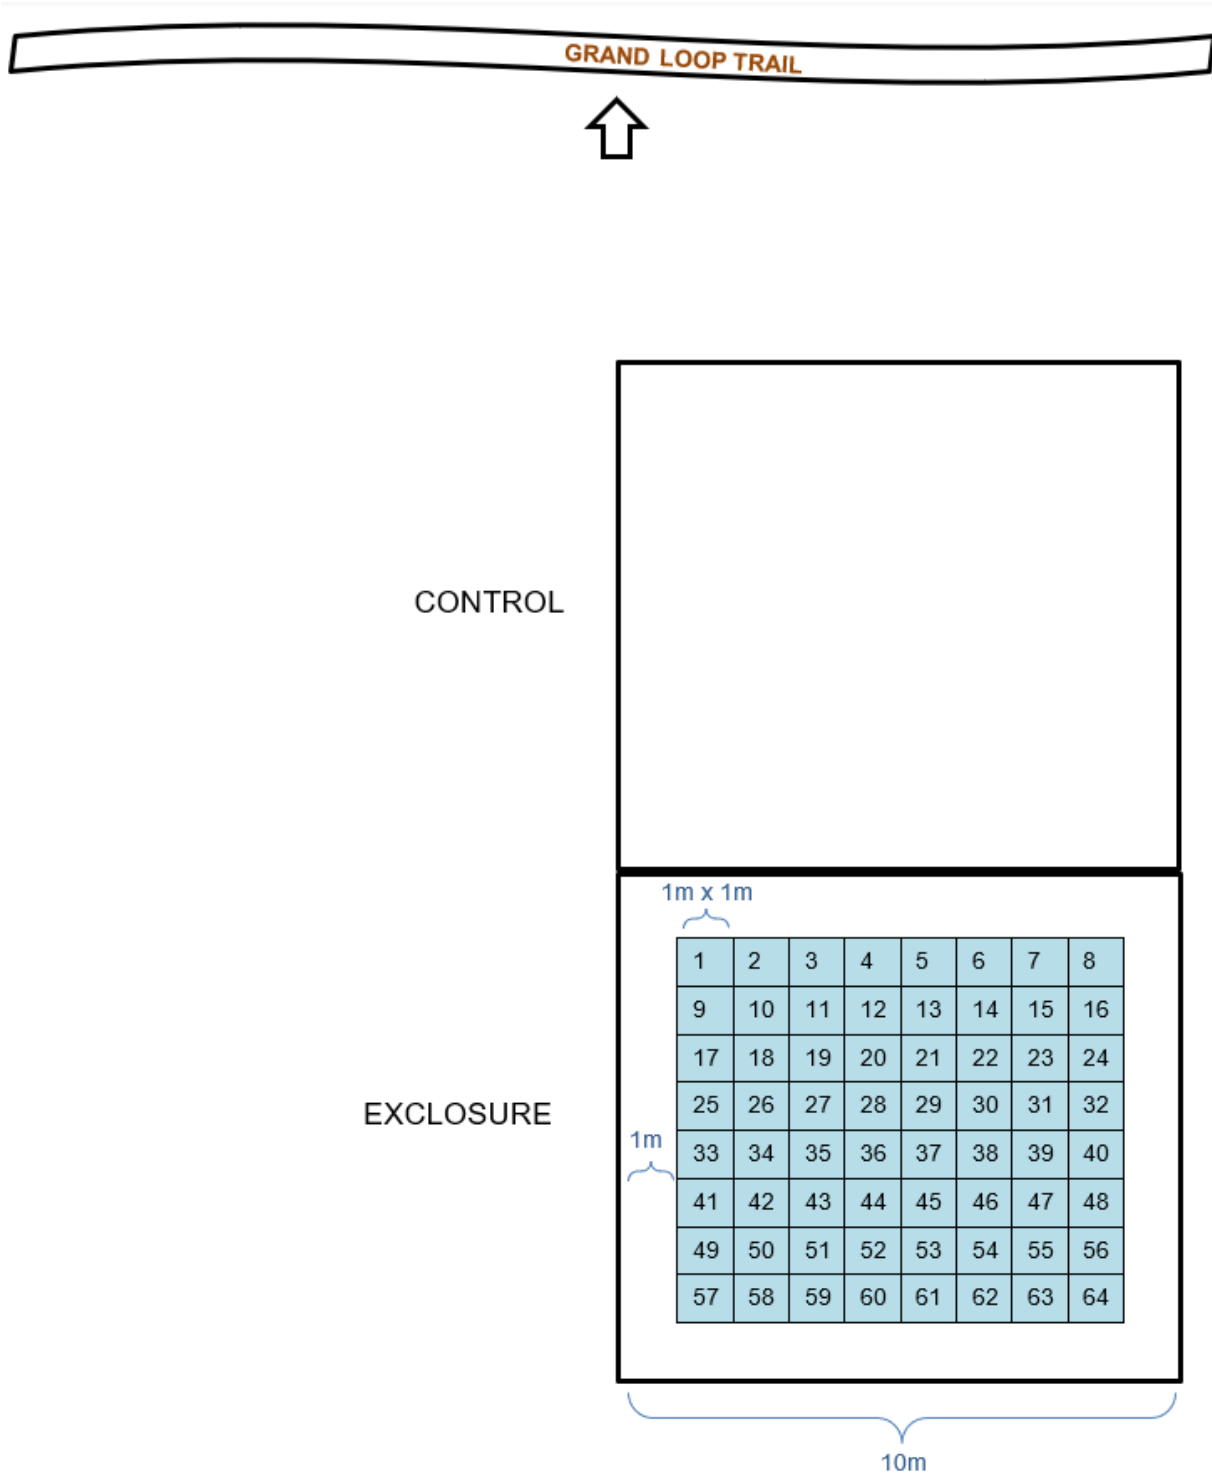 GRAND LOOP TRAIL
CONTROL
1m x 1m
1 2 3 4 5 6 7 8
9 10 11 12 13 14 15 16
17 18 19 20 21 22 23 24
EXCLOSURE
25 26 27 28 29 30 31 32
1m
33 34 35 36 37 38 39 40
41 42 43 44 45 46 47 48
49 50 51 52 53 54 55 56
57 58 59 60 61 62 63 64
10m